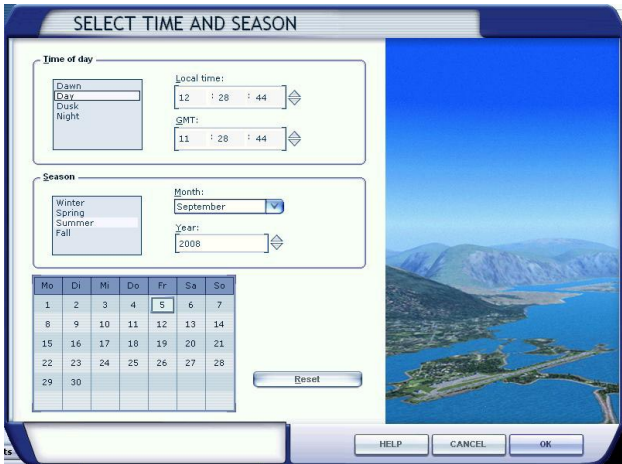 SELECT TIME AND SEASON
Time of day
Dawn
Day
Dusk
Night
Local time:
12 : 28 : 44
GMT:
11 : 28 : 44
Season
Winter
Spring
Summer
Fall
Month:
September
Year:
2008
Mo Di Mi Do Fr Sa So
1 2 3 4 5 6 7
8 9 10 11 12 13 14
15 16 17 18 19 20 21
22 23 24 25 26 27 28
29 30
Reset
ts
HELP CANCEL OK